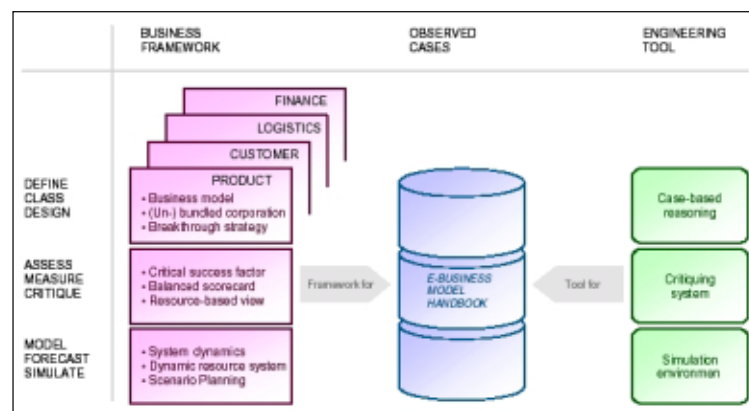 BUSINESS
FRAMEWORK
OBSERVED
CASES
ENGINEERING
TOOL
FINANCE
LOGISTICS
CUSTOMER
DEFINE
CLASS
DESIGN
PRODUCT
• Business model
• (Un-) bundled corporation
• Breakthrough strategy
Case-based
reasoning
ASSESS
MEASURE
CRITIQUE
• Critical success factor
• Balanced scorecard
• Resource-based view
Framework for
E-BUSINESS
MODEL
HANDBOOK
Tool for
Critiquing
system
MODEL
FORECAST
SIMULATE
• System dynamics
• Dynamic resource system
• Scenario Planning
Simulation
environmen